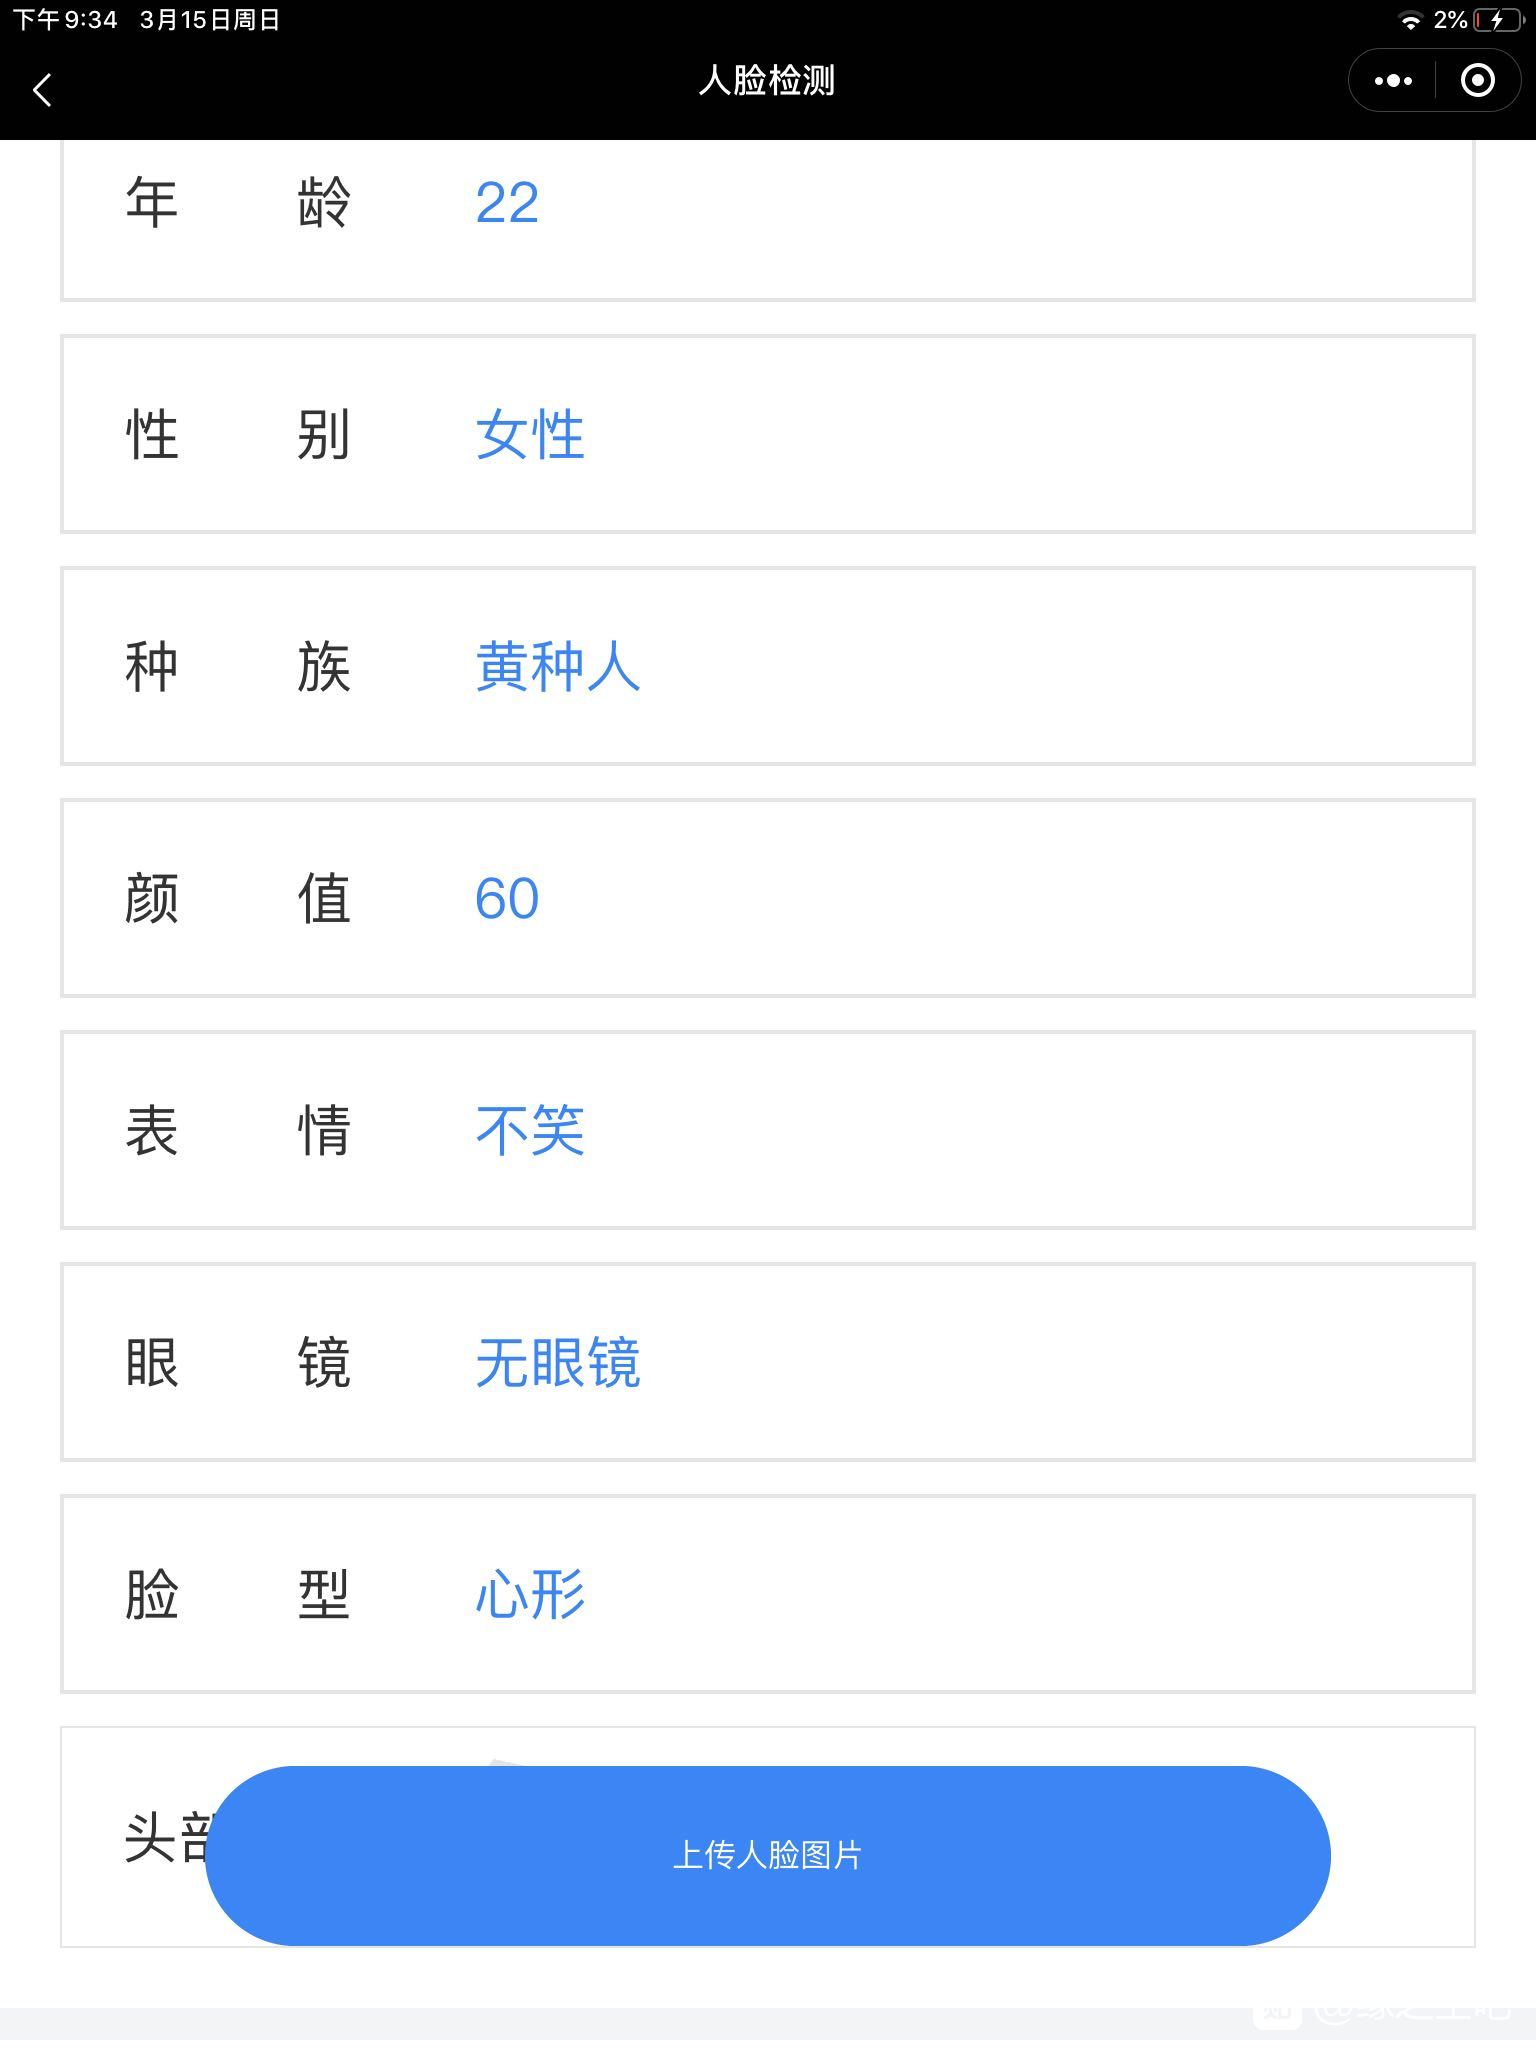 下午9:34 3月15日周日 2%
人脸检测
年龄 22
性别 女性
种族 黄种人
颜值 60
表情 不笑
眼镜 无眼镜
脸型 心形
头部
上传人脸图片